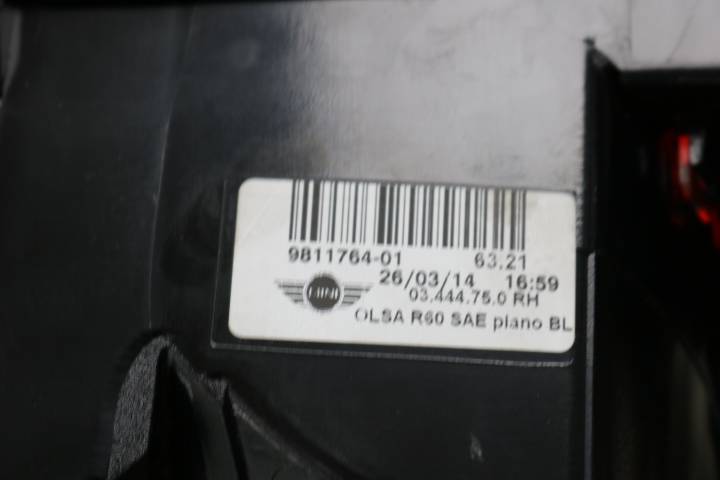 9811764-01 63.21
26/03/14 16:59
MINI
03.444.75.0 RH
OLSA R60 SAE plano BL